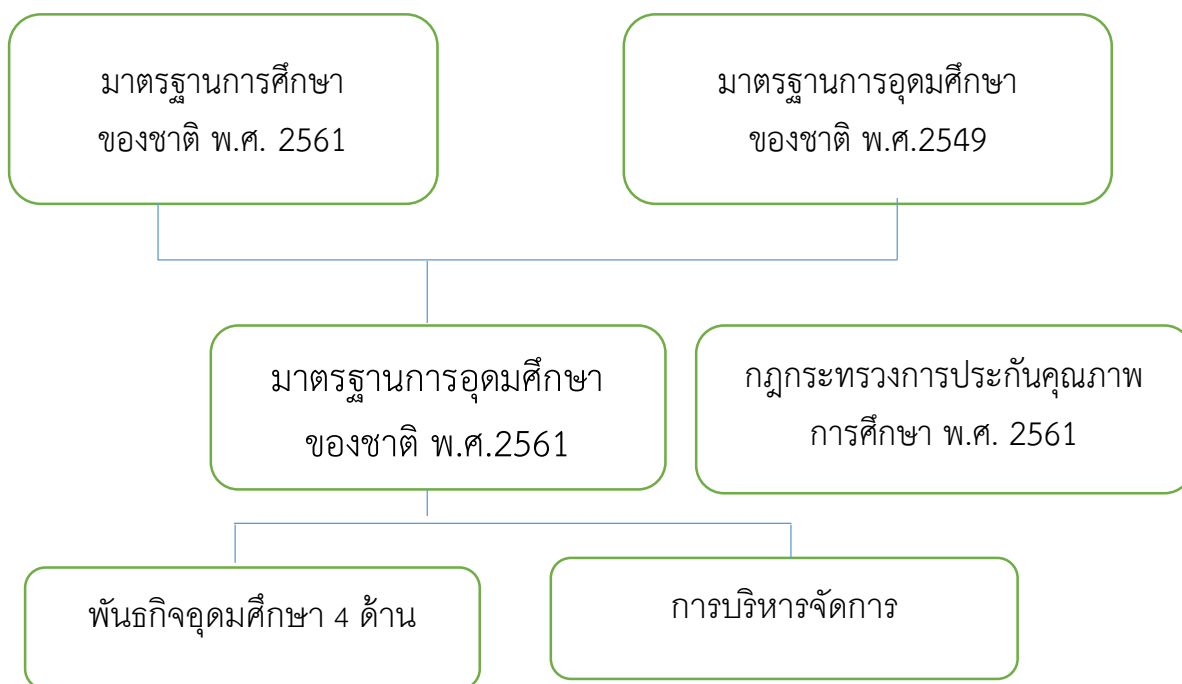 มาตรฐานการศึกษา
ของชาติ พ.ศ. 2561
มาตรฐานการอุดมศึกษา
ของชาติ พ.ศ.2549
มาตรฐานการอุดมศึกษา
ของชาติ พ.ศ.2561
กฎกระทรวงการประกันคุณภาพ
การศึกษา พ.ศ. 2561
พันธกิจอุดมศึกษา 4 ด้าน
การบริหารจัดการ